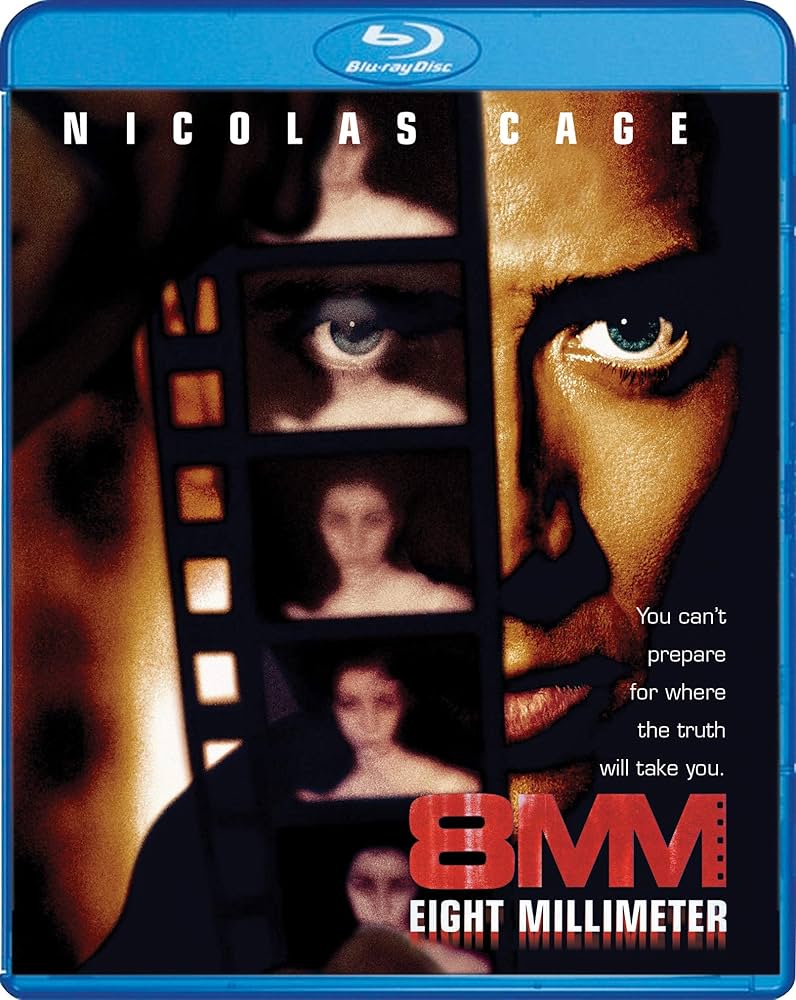 Blu-ray Disc
NICOLAS CAGE
You can't
prepare
for where
the truth
will take you.
8MM
EIGHT MILLIMETER